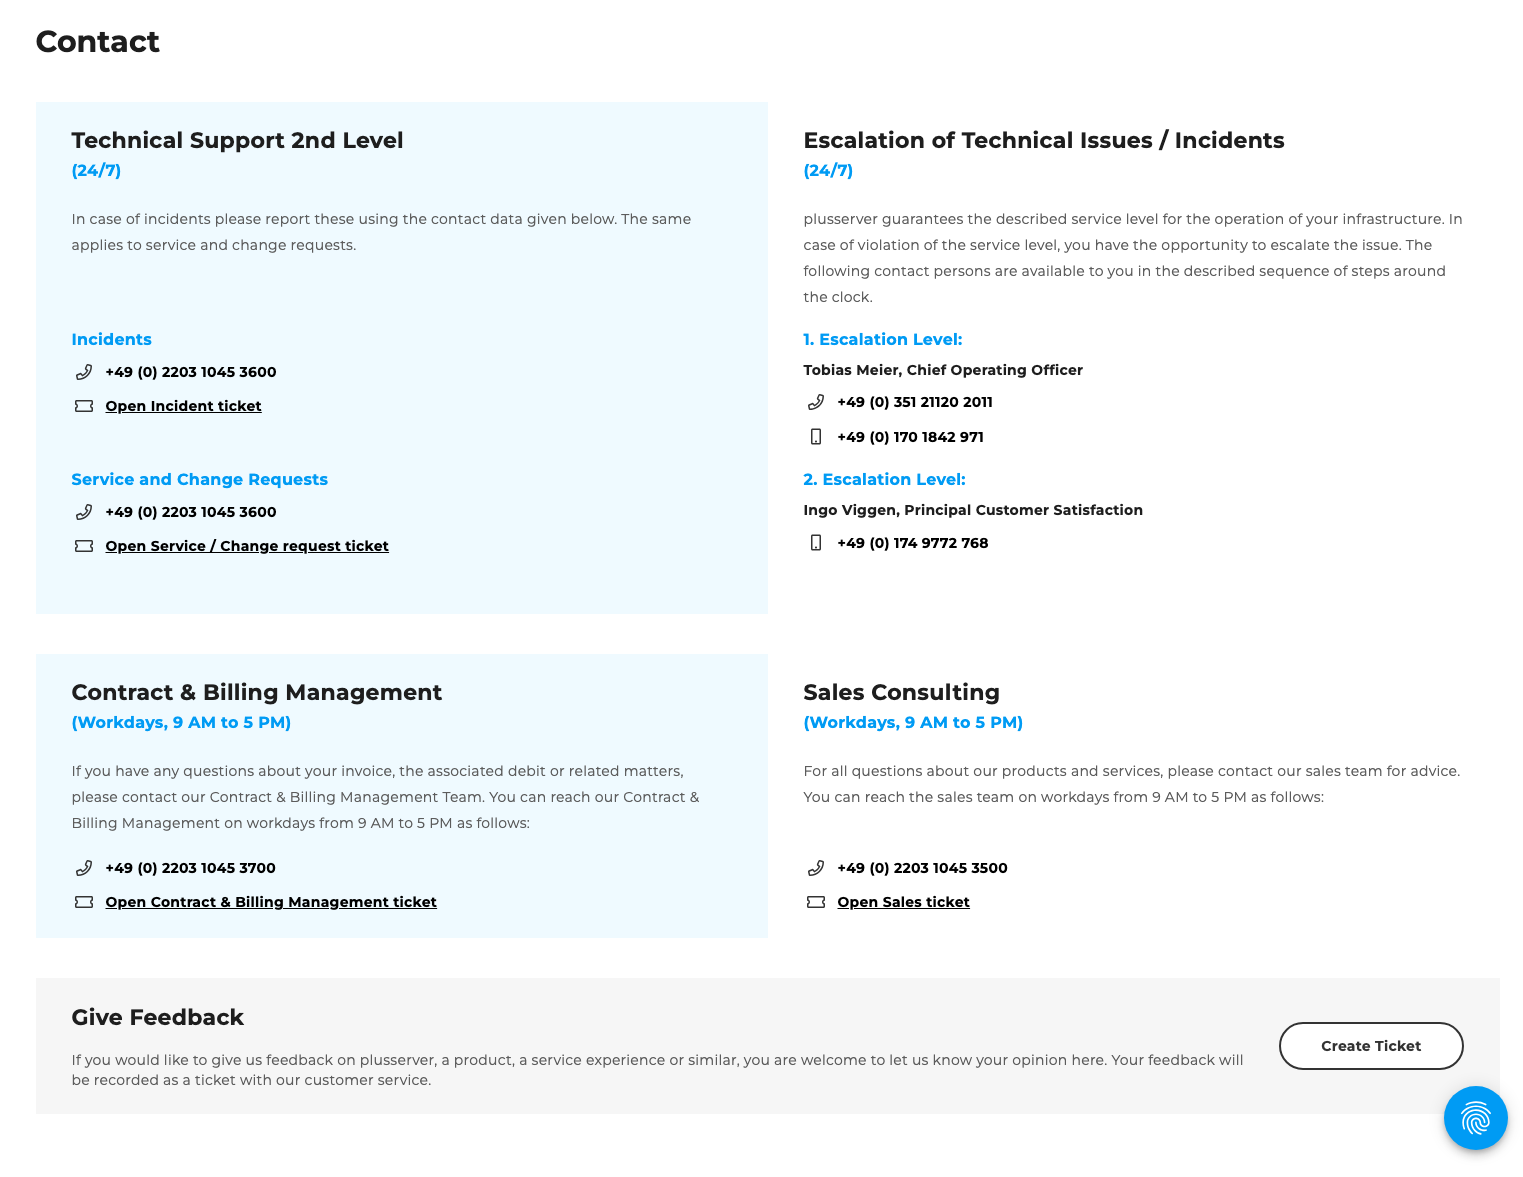 Contact
Technical Support 2nd Level
(24/7)
In case of incidents please report these using the contact data given below. The same
applies to service and change requests.
Incidents
+49 (0) 2203 1045 3600
Open Incident ticket
Service and Change Requests
+49 (0) 2203 1045 3600
Open Service / Change request ticket
Escalation of Technical Issues / Incidents
(24/7)
plusserver guarantees the described service level for the operation of your infrastructure. In
case of violation of the service level, you have the opportunity to escalate the issue. The
following contact persons are available to you in the described sequence of steps around
the clock.
1. Escalation Level:
Tobias Meier, Chief Operating Officer
+49 (0) 351 21120 2011
+49 (0) 170 1842 971
2. Escalation Level:
Ingo Viggen, Principal Customer Satisfaction
+49 (0) 174 9772 768
Contract & Billing Management
(Workdays, 9 AM to 5 PM)
If you have any questions about your invoice, the associated debit or related matters,
please contact our Contract & Billing Management Team. You can reach our Contract &
Billing Management on workdays from 9 AM to 5 PM as follows:
+49 (0) 2203 1045 3700
Open Contract & Billing Management ticket
Sales Consulting
(Workdays, 9 AM to 5 PM)
For all questions about our products and services, please contact our sales team for advice.
You can reach the sales team on workdays from 9 AM to 5 PM as follows:
+49 (0) 2203 1045 3500
Open Sales ticket
Give Feedback
If you would like to give us feedback on plusserver, a product, a service experience or similar, you are welcome to let us know your opinion here. Your feedback will
be recorded as a ticket with our customer service.
Create Ticket